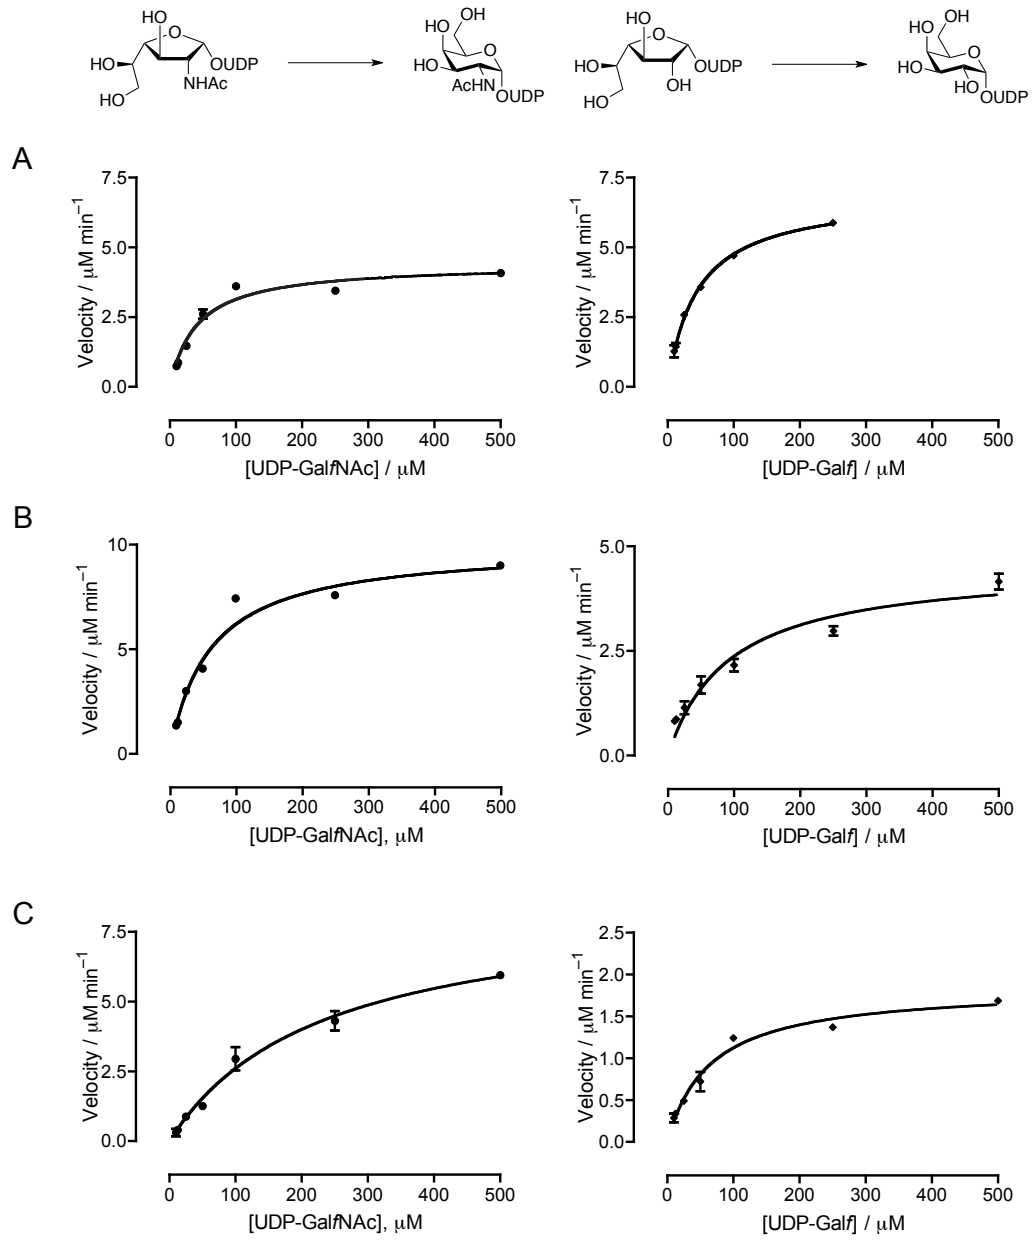 HO
O
HO
OUDP
NHAc
HO
OH
HO
O
HO
AcHN
OUDP
HO
O
HO
OUDP
OH
HO
OH
HO
O
HO
HO
OUDP
A
Velocity / μM min⁻¹
7.5
5.0
2.5
0.0
0 100 200 300 400 500
[UDP-GalfNAc] / μM
Velocity / μM min⁻¹
7.5
5.0
2.5
0.0
0 100 200 300 400 500
[UDP-Galf] / μM
B
Velocity / μM min⁻¹
10
5
0
0 100 200 300 400 500
[UDP-GalfNAc], μM
Velocity / μM min⁻¹
5.0
2.5
0.0
0 100 200 300 400 500
[UDP-Galf] / μM
C
Velocity / μM min⁻¹
7.5
5.0
2.5
0.0
0 100 200 300 400 500
[UDP-GalfNAc], μM
Velocity / μM min⁻¹
2.5
2.0
1.5
1.0
0.5
0.0
0 100 200 300 400 500
[UDP-Galf] / μM